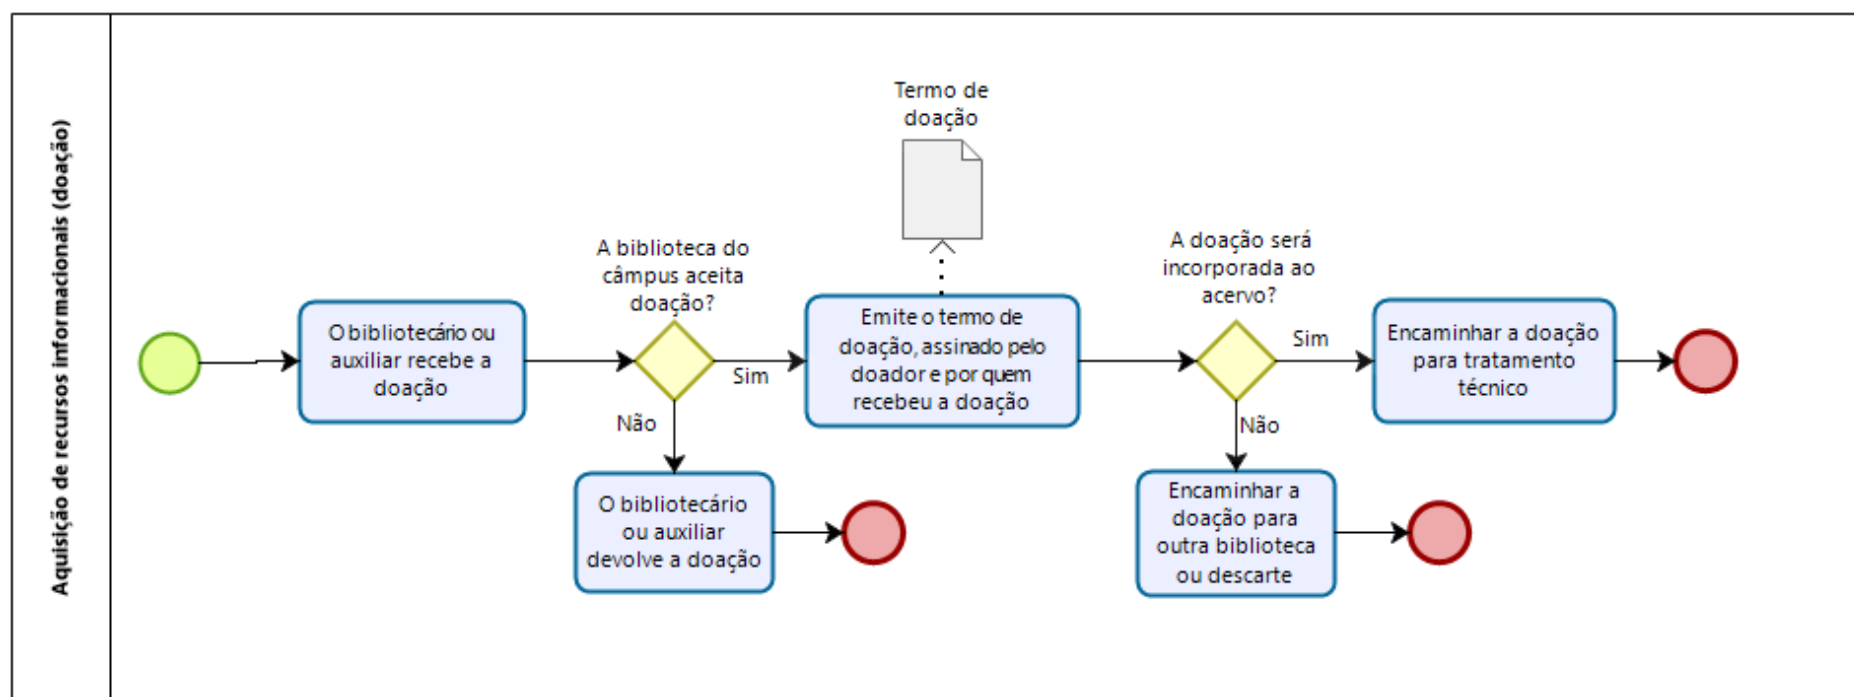 Aquisição de recursos informacionais (doação)
O bibliotecário ou
auxiliar recebe a
doação
A biblioteca do
câmpus aceita
doação?
Sim
Não
O bibliotecário
ou auxiliar
devolve a doação
Termo de
doação
Emite o termo de
doação, assinado pelo
doador e por quem
recebeu a doação
A doação será
incorporada ao
acervo?
Sim
Não
Encaminhar a
doação para
outra biblioteca
ou descarte
Encaminhar a doação
para tratamento
técnico